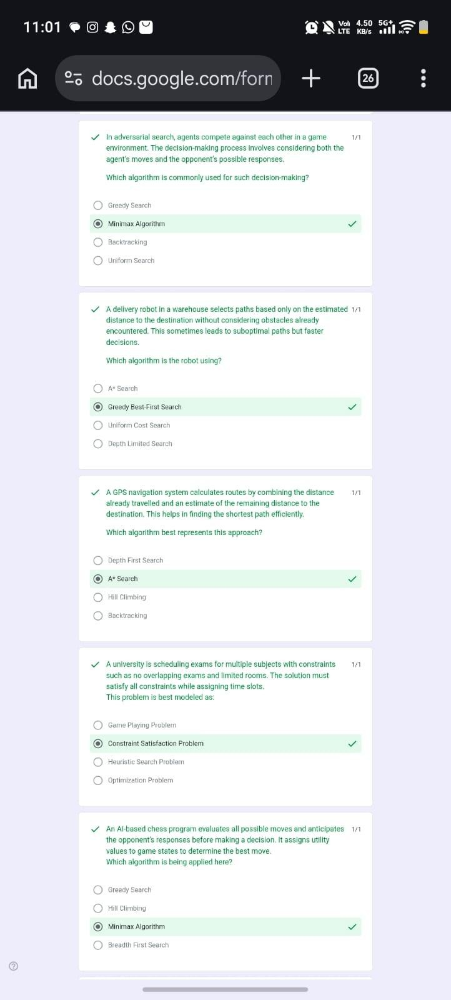 11:01
Vo)) LTE 4.50 KB/s 5G+
docs.google.com/forn
26
In adversarial search, agents compete against each other in a game 1/1
environment. The decision-making process involves considering both the
agent's moves and the opponent's possible responses.
Which algorithm is commonly used for such decision-making?
Greedy Search
Minimax Algorithm
Backtracking
Uniform Search
A delivery robot in a warehouse selects paths based only on the estimated 1/1
distance to the destination without considering obstacles already
encountered. This sometimes leads to suboptimal paths but faster
decisions.
Which algorithm is the robot using?
A* Search
Greedy Best-First Search
Uniform Cost Search
Depth Limited Search
A GPS navigation system calculates routes by combining the distance 1/1
already travelled and an estimate of the remaining distance to the
destination. This helps in finding the shortest path efficiently.
Which algorithm best represents this approach?
Depth First Search
A* Search
Hill Climbing
Backtracking
A university is scheduling exams for multiple subjects with constraints 1/1
such as no overlapping exams and limited rooms. The solution must
satisfy all constraints while assigning time slots.
This problem is best modeled as:
Game Playing Problem
Constraint Satisfaction Problem
Heuristic Search Problem
Optimization Problem
An AI-based chess program evaluates all possible moves and anticipates 1/1
the opponent's responses before making a decision. It assigns utility
values to game states to determine the best move.
Which algorithm is being applied here?
Greedy Search
Hill Climbing
Minimax Algorithm
Breadth First Search